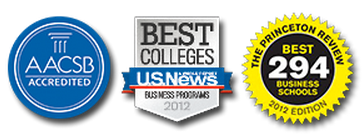 AACSB
ACCREDITED
BEST
COLLEGES
U.S.News
BUSINESS PROGRAMS
2012
THE PRINCETON REVIEW
BEST
294
BUSINESS
SCHOOLS
2012 EDITION